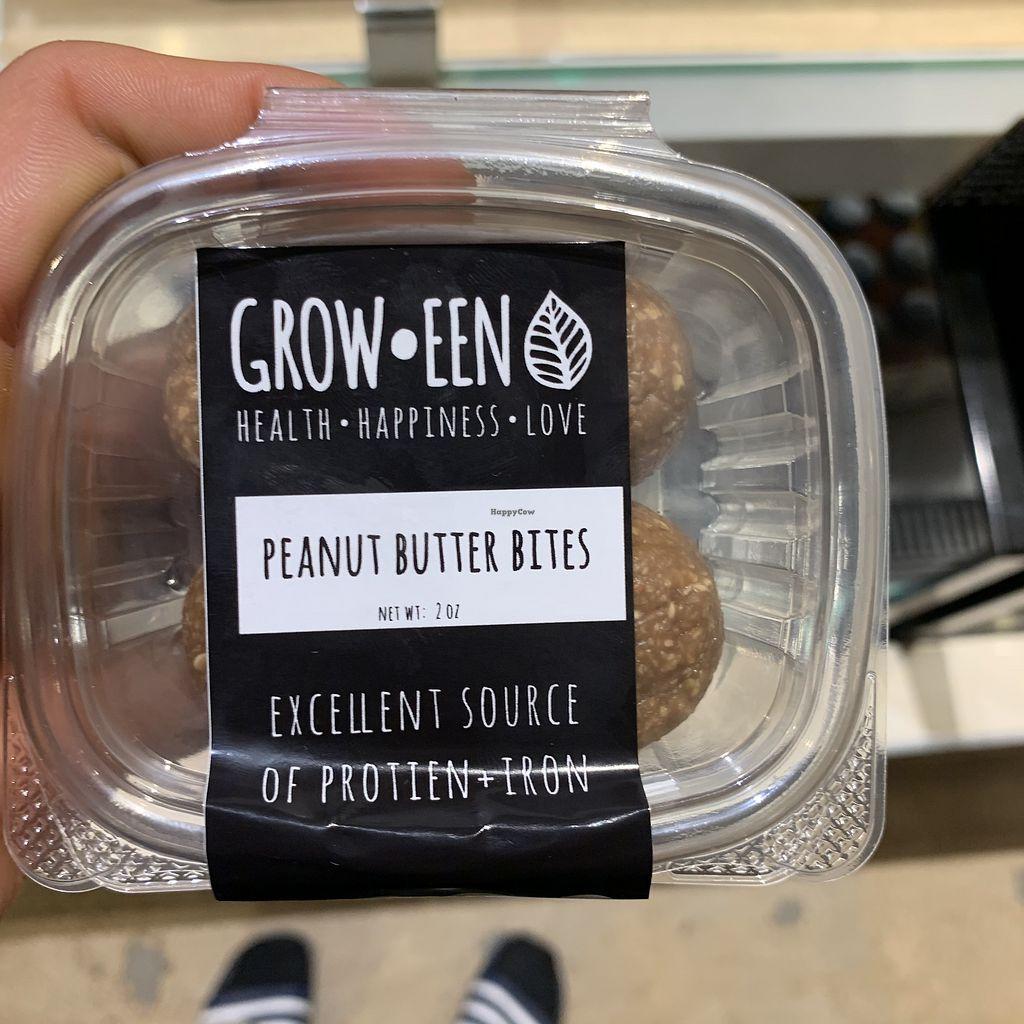 GROW•EEN
HEALTH•HAPPINESS•LOVE
HappyCow
PEANUT BUTTER BITES
NET WT: 2 OZ
EXCELLENT SOURCE
OF PROTIEN+IRON